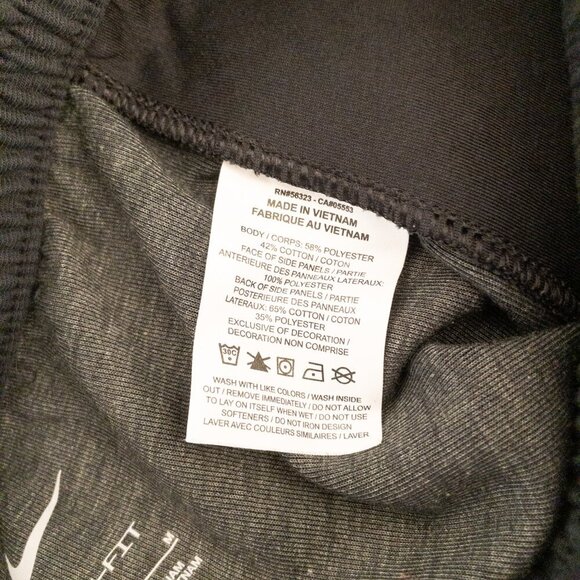 RN#56323 - CA#05553
MADE IN VIETNAM
FABRIQUE AU VIETNAM
BODY / CORPS: 58% POLYESTER
42% COTTON / COTON
FACE OF SIDE PANELS / PARTIE
ANTERIEURE DES PANNEAUX LATERAUX:
100% POLYESTER
BACK OF SIDE PANELS / PARTIE
POSTERIEURE DES PANNEAUX
LATERAUX: 65% COTTON / COTON
35% POLYESTER
EXCLUSIVE OF DECORATION /
DECORATION NON COMPRISE
30C
WASH WITH LIKE COLORS / WASH INSIDE
OUT / REMOVE IMMEDIATELY / DO NOT ALLOW
TO LAY ON ITSELF WHEN WET / DO NOT USE
SOFTENERS / DO NOT IRON DESIGN
LAVER AVEC COULEURS SIMILAIRES / LAVER
-FIT
M
NAM
NAM